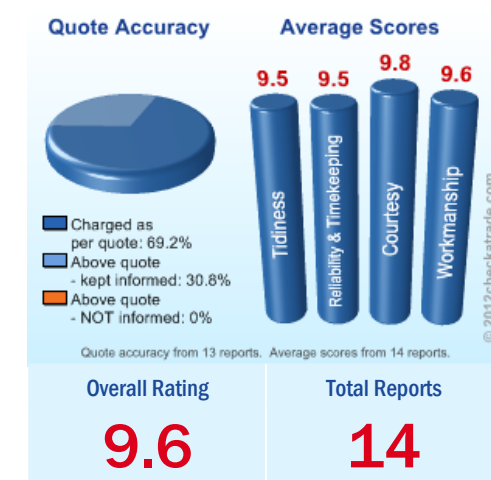 Quote Accuracy
Average Scores
9.5
9.5
9.8
9.6
Tidiness
Reliability & Timekeeping
Courtesy
Workmanship
Charged as
per quote: 69.2%
Above quote
- kept informed: 30.8%
Above quote
- NOT informed: 0%
© 2012checkatrade.com
Quote accuracy from 13 reports. Average scores from 14 reports.
Overall Rating
Total Reports
9.6
14